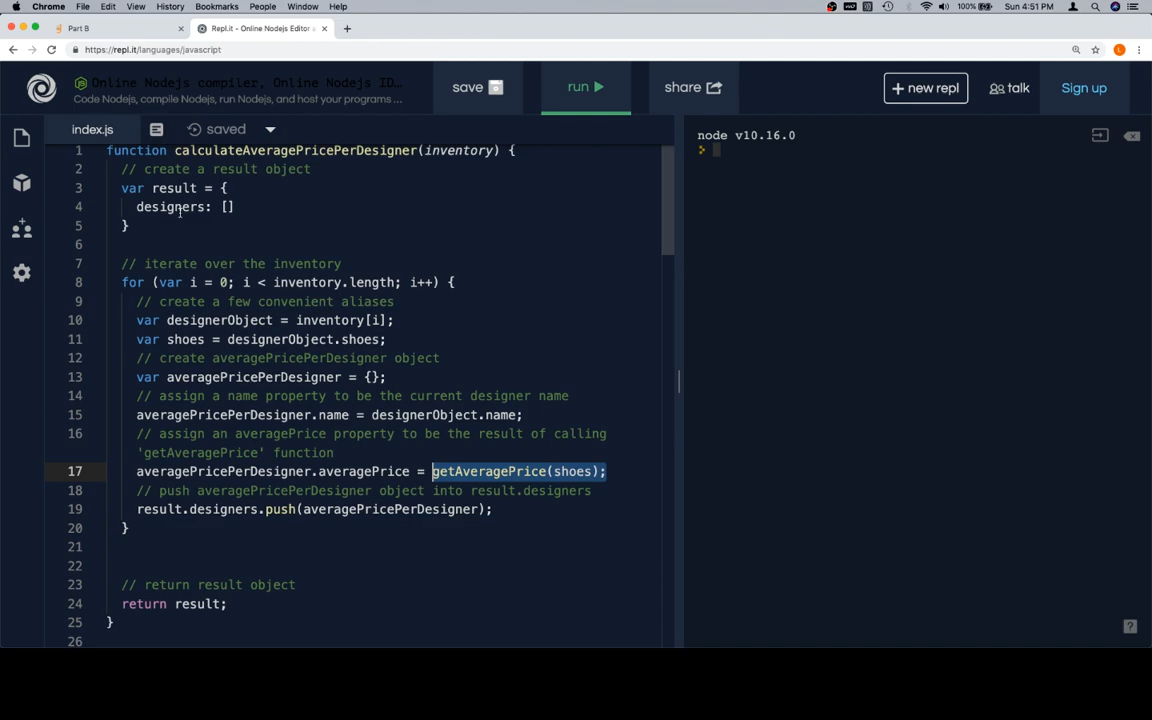 Chrome File Edit View History Bookmarks People Window Help 100% Sun 4:51 PM
Part B
Repl.it - Online Nodejs Editor
https://repl.it/languages/javascript
Online Nodejs compiler, Online Nodejs ID...
Code Nodejs, compile Nodejs, run Nodejs, and host your programs ...
save
run
share
+ new repl
talk
Sign up
index.js
saved
node v10.16.0
1 function calculateAveragePricePerDesigner(inventory) {
2 // create a result object
3 var result = {
4 designers: []
5 }
6
7 // iterate over the inventory
8 for (var i = 0; i < inventory.length; i++) {
9 // create a few convenient aliases
10 var designerObject = inventory[i];
11 var shoes = designerObject.shoes;
12 // create averagePricePerDesigner object
13 var averagePricePerDesigner = {};
14 // assign a name property to be the current designer name
15 averagePricePerDesigner.name = designerObject.name;
16 // assign an averagePrice property to be the result of calling
'getAveragePrice' function
17 averagePricePerDesigner.averagePrice = getAveragePrice(shoes);
18 // push averagePricePerDesigner object into result.designers
19 result.designers.push(averagePricePerDesigner);
20 }
21
22
23 // return result object
24 return result;
25 }
26